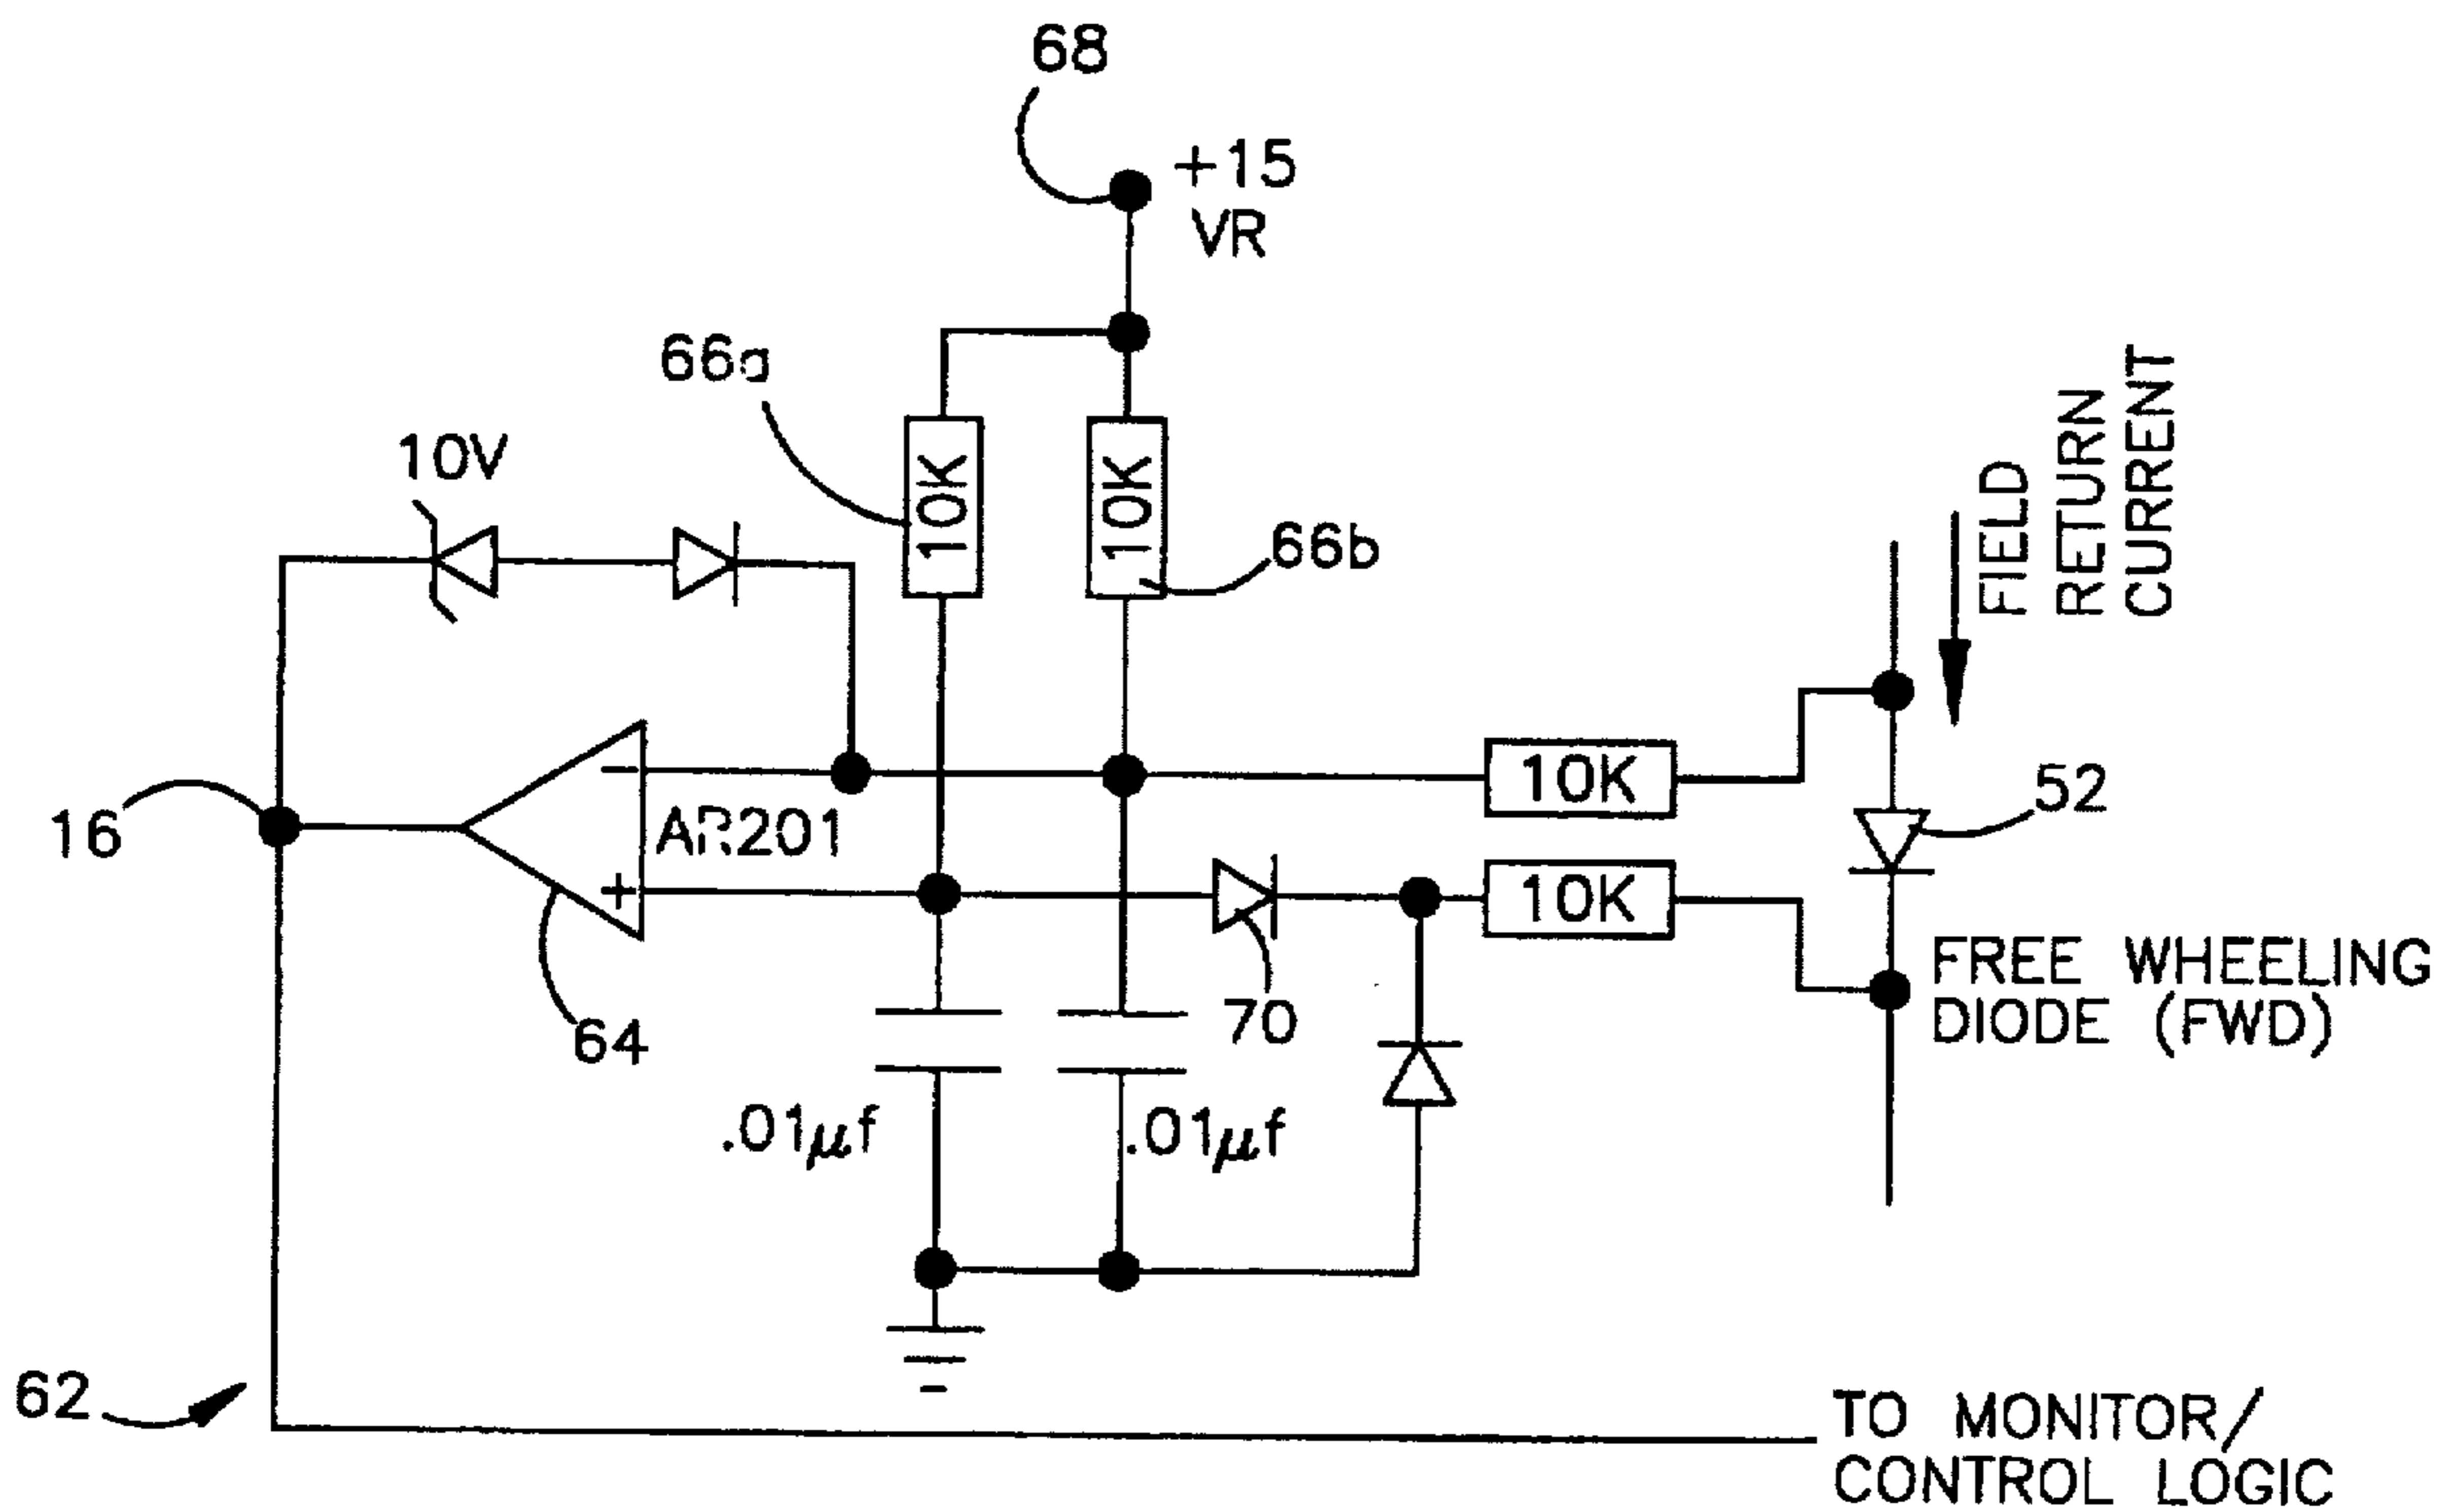 68
+15
VR
66a
10V
10K
10K
66b
FIELD
RETURN
CURRENT
10K
52
16
AR201
10K
FREE WHEELING
DIODE (FWD)
70
64
.01μf
.01μf
62
TO MONITOR/
CONTROL LOGIC